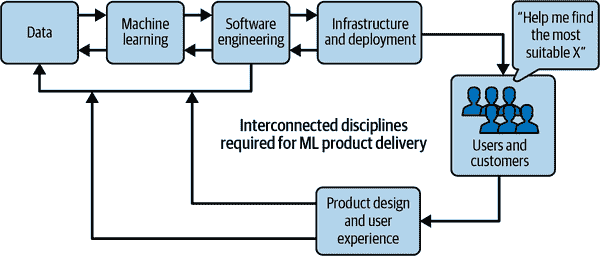 Data
Machine
learning
Software
engineering
Infrastructure
and deployment
“Help me find
the most
suitable X”
Users and
customers
Interconnected disciplines
required for ML product delivery
Product design
and user
experience